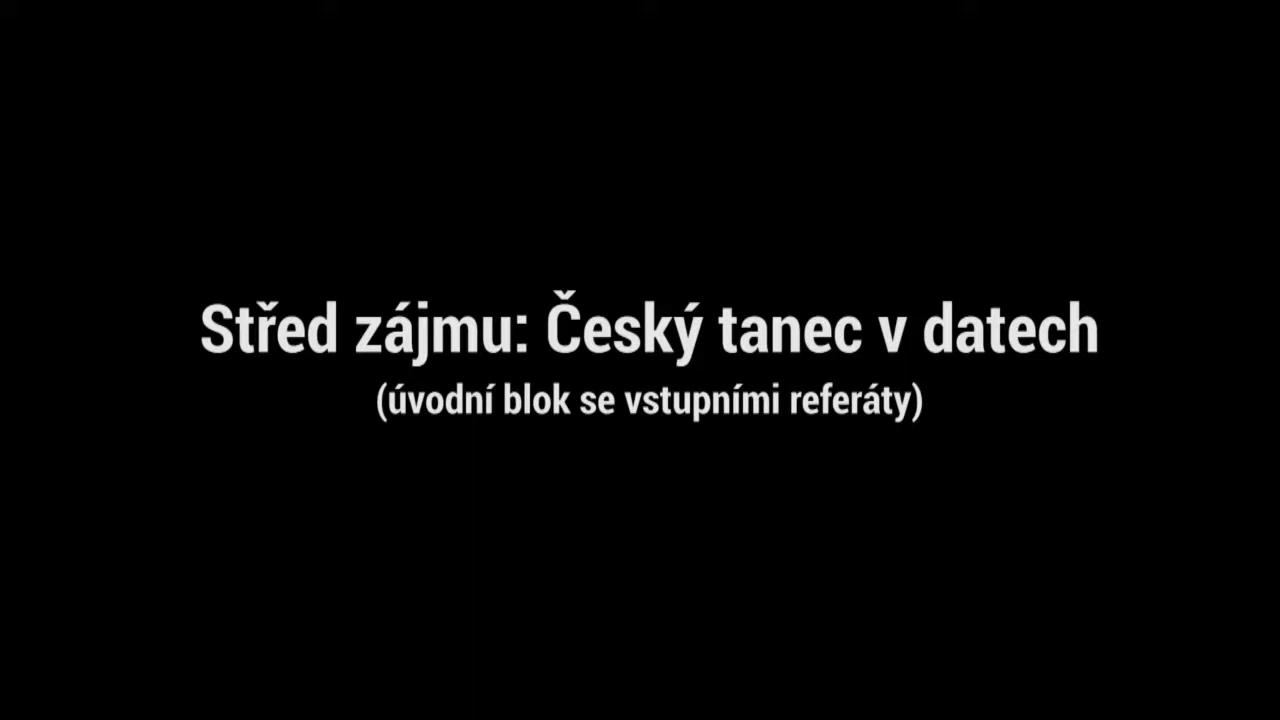 Střed zájmu: Český tanec v datech
(úvodní blok se vstupními referáty)